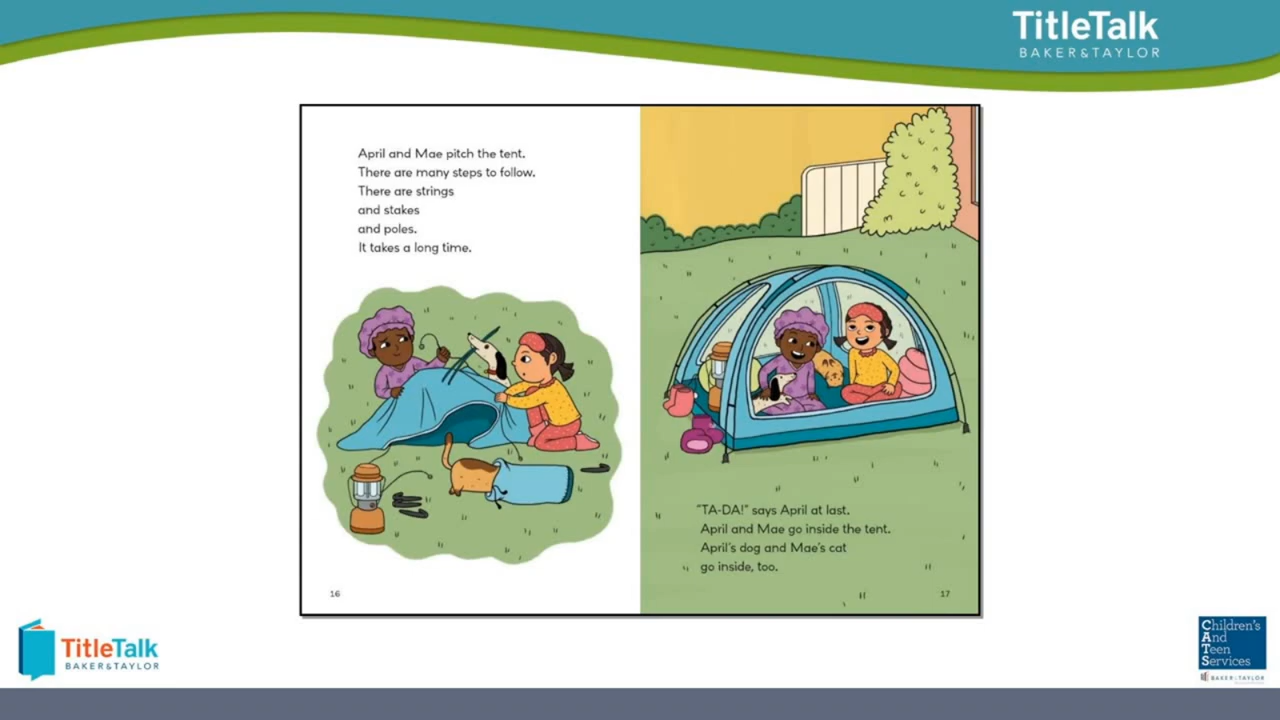 TitleTalk
BAKER & TAYLOR
April and Mae pitch the tent.
There are many steps to follow.
There are strings
and stakes
and poles.
It takes a long time.
16
"TA-DA!" says April at last.
April and Mae go inside the tent.
April's dog and Mae's cat
go inside, too.
17
TitleTalk
BAKER & TAYLOR
Children's
And
Teen
Services
BAKER & TAYLOR